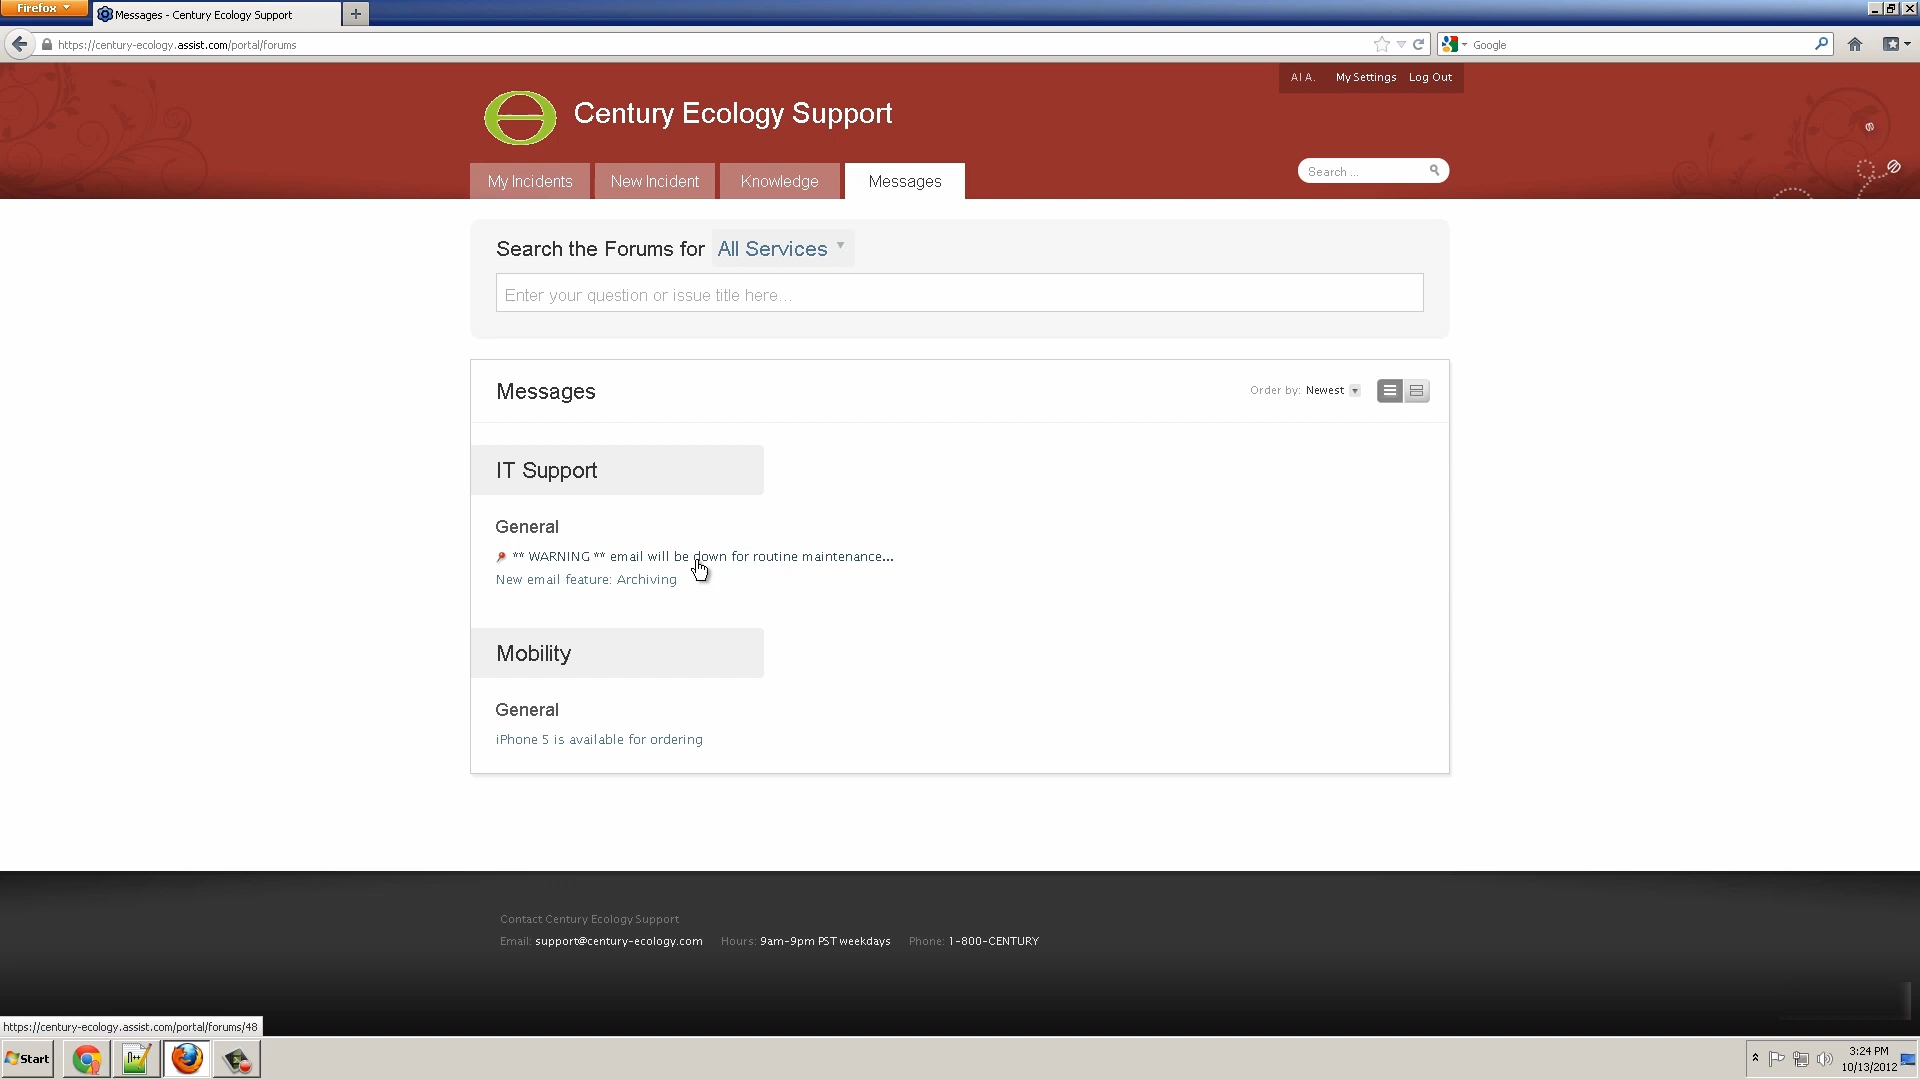 Firefox
Messages - Century Ecology Support
https://century-ecology.assist.com/portal/forums
Google
Al A. My Settings Log Out
Century Ecology Support
My Incidents New Incident Knowledge Messages
Search ...
Search the Forums for All Services
Enter your question or issue title here...
Messages
Order by: Newest
IT Support
General
** WARNING ** email will be down for routine maintenance...
New email feature: Archiving
Mobility
General
iPhone 5 is available for ordering
Contact Century Ecology Support
Email: support@century-ecology.com Hours: 9am-9pm PST weekdays Phone: 1-800-CENTURY
https://century-ecology.assist.com/portal/forums/48
Start
3:24 PM
10/13/2012